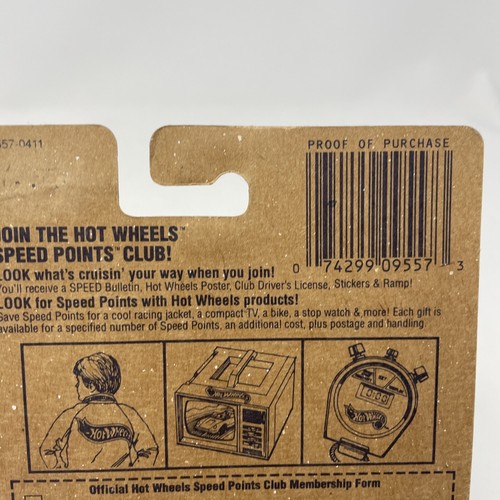 557-0411
PROOF OF PURCHASE
0 74299 09557 3
JOIN THE HOT WHEELS™
SPEED POINTS™ CLUB!
LOOK what's cruisin' your way when you join!
You'll receive a SPEED Bulletin, Hot Wheels Poster, Club Driver's License, Stickers & Ramp!
LOOK for Speed Points with Hot Wheels products!
Save Speed Points for a cool racing jacket, a compact TV, a bike, a stop watch & more! Each gift is
available for a specified number of Speed Points, an additional cost, plus postage and handling
Hot Wheels
Hot Wheels
Hot Wheels
Official Hot Wheels Speed Points Club Membership Form